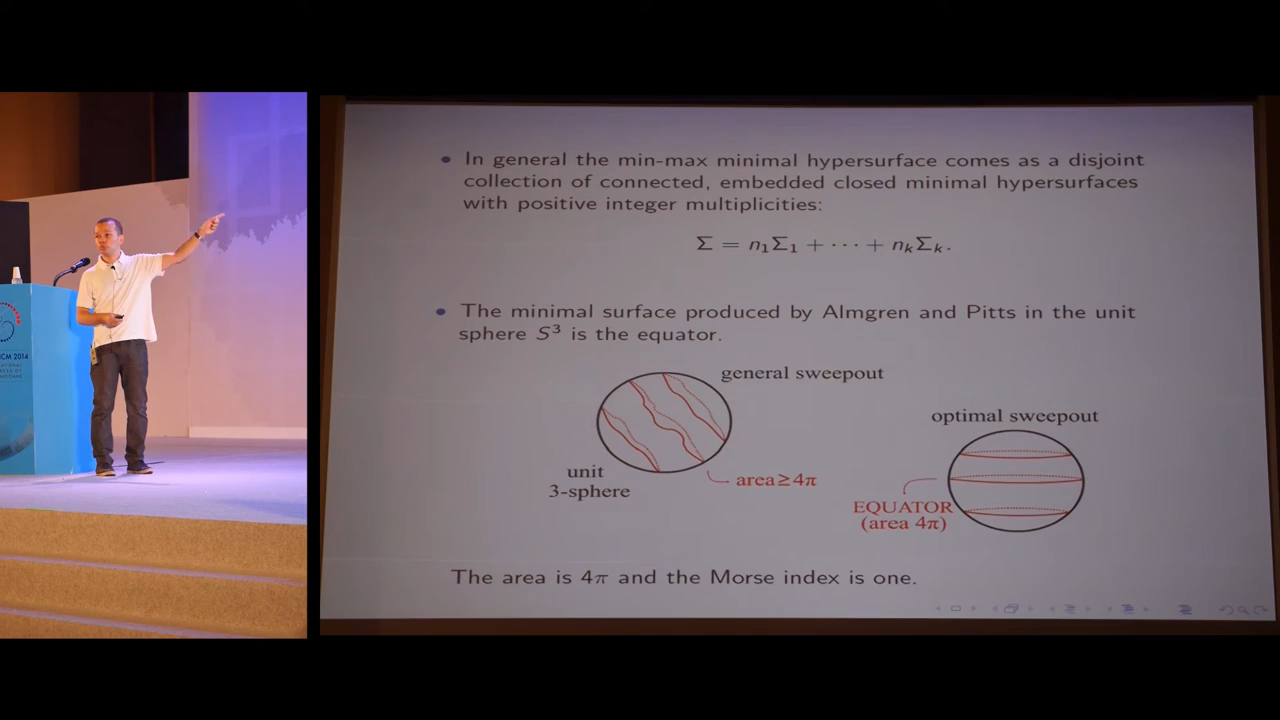 • In general the min-max minimal hypersurface comes as a disjoint
collection of connected, embedded closed minimal hypersurfaces
with positive integer multiplicities:
Σ = n₁Σ₁ + ⋯ + nₖΣₖ.
• The minimal surface produced by Almgren and Pitts in the unit
sphere S³ is the equator.
general sweepout
optimal sweepout
unit
3-sphere
area≥4π
EQUATOR
(area 4π)
The area is 4π and the Morse index is one.
CM 2014